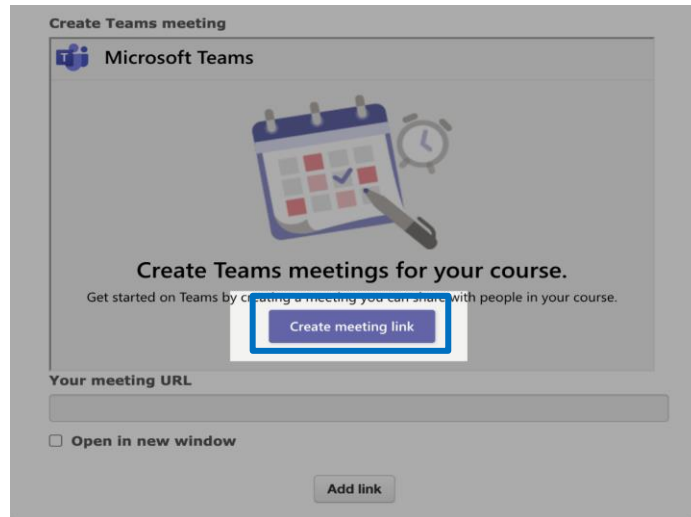 Create Teams meeting
Microsoft Teams
Create Teams meetings for your course.
Get started on Teams by creating a meeting you can share with people in your course.
Create meeting link
Your meeting URL
Open in new window
Add link